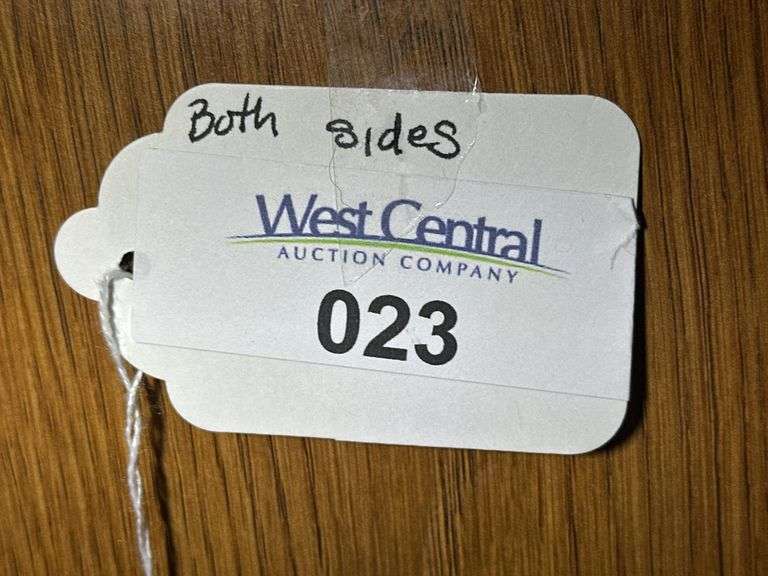 Both sides
West Central
AUCTION COMPANY
023